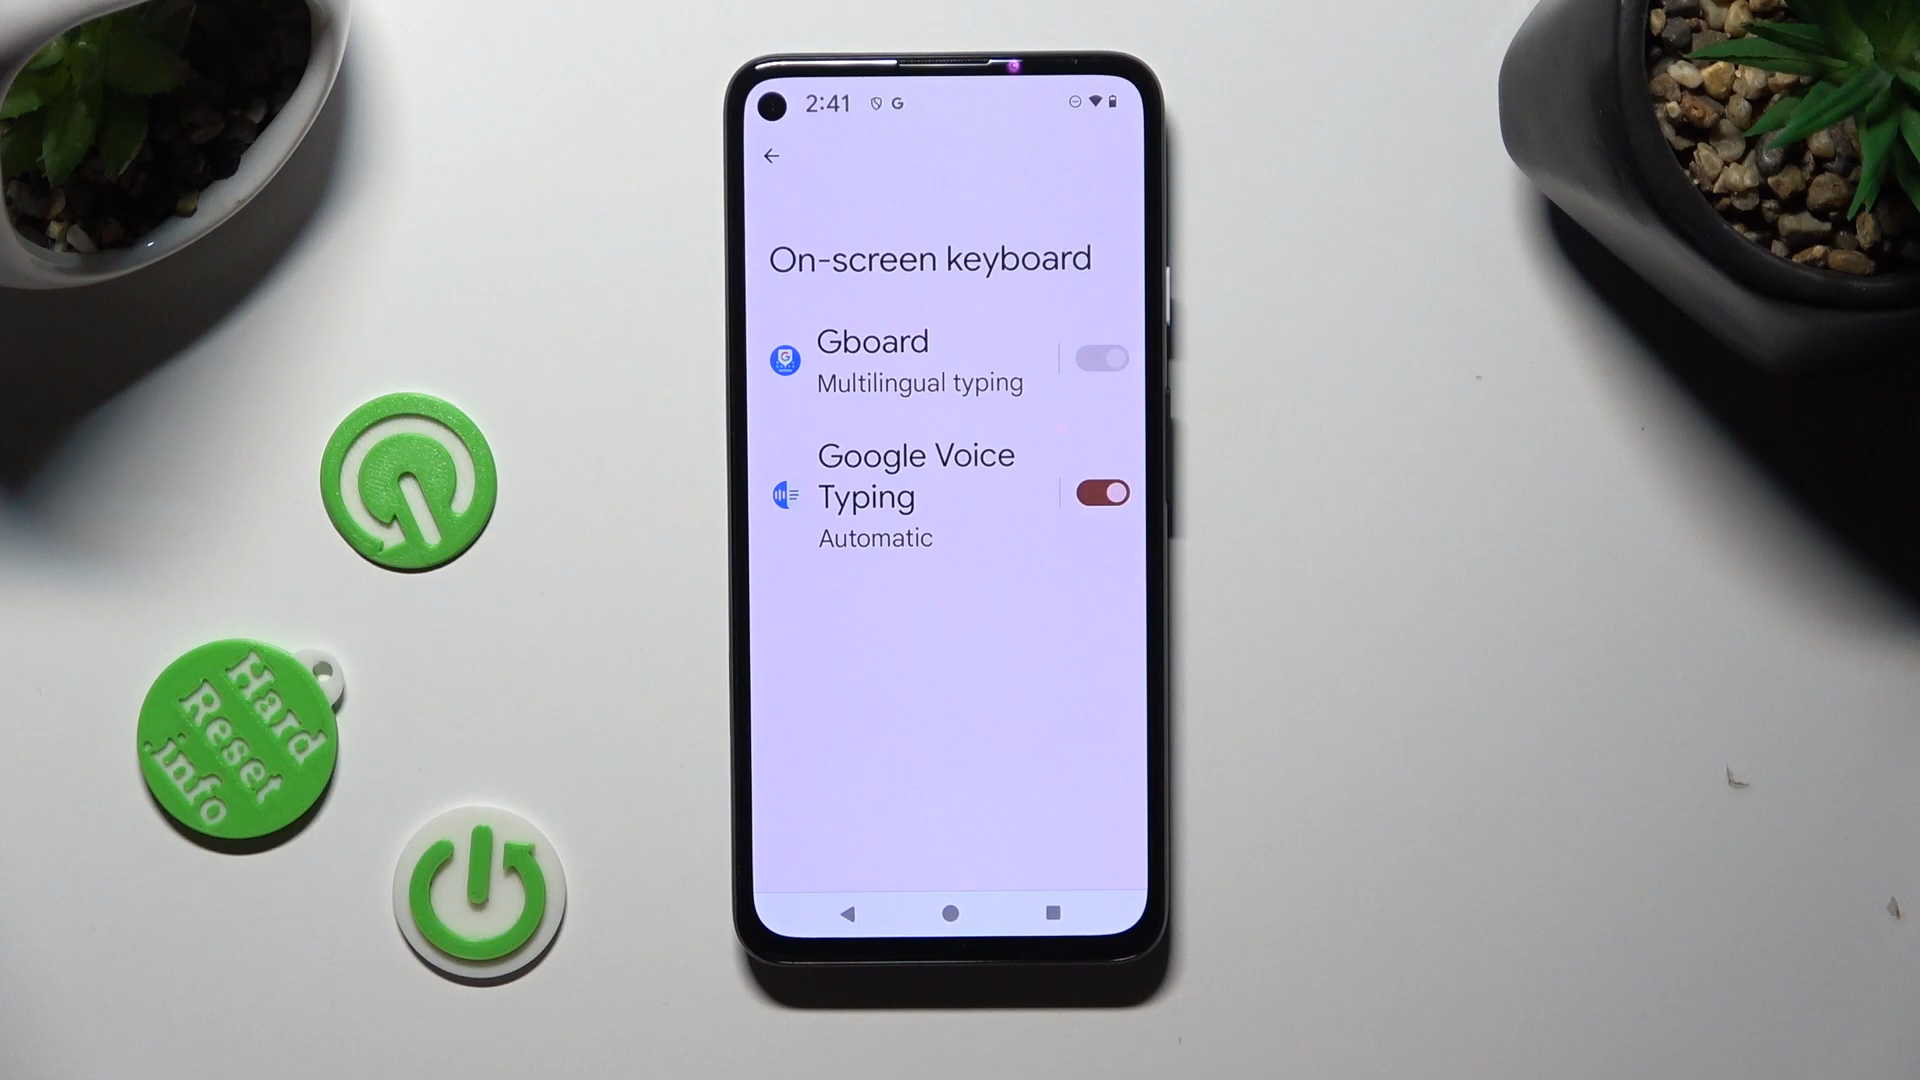 2:41 G
On-screen keyboard
Gboard
Multilingual typing
Google Voice
Typing
Automatic
Hard
Reset
.info